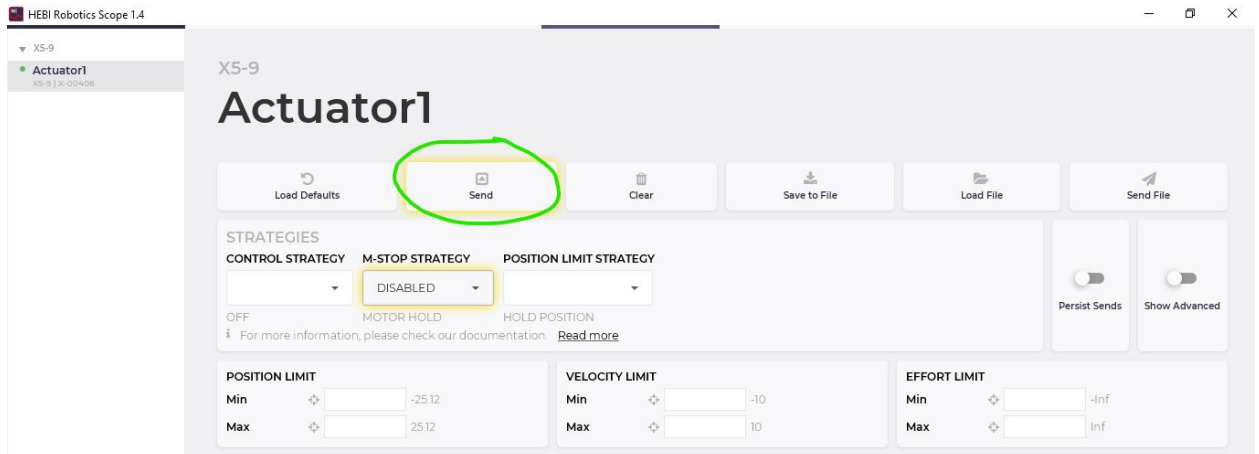 HEBI Robotics Scope 1.4
X5-9
Actuator1
X5-9 | X-00406
X5-9
Actuator1
Load Defaults
Send
Clear
Save to File
Load File
Send File
STRATEGIES
CONTROL STRATEGY M-STOP STRATEGY POSITION LIMIT STRATEGY
DISABLED
OFF MOTOR HOLD HOLD POSITION
i For more information, please check our documentation. Read more
Persist Sends
Show Advanced
POSITION LIMIT
Min -25.12
Max 25.12
VELOCITY LIMIT
Min -10
Max 10
EFFORT LIMIT
Min -Inf
Max Inf